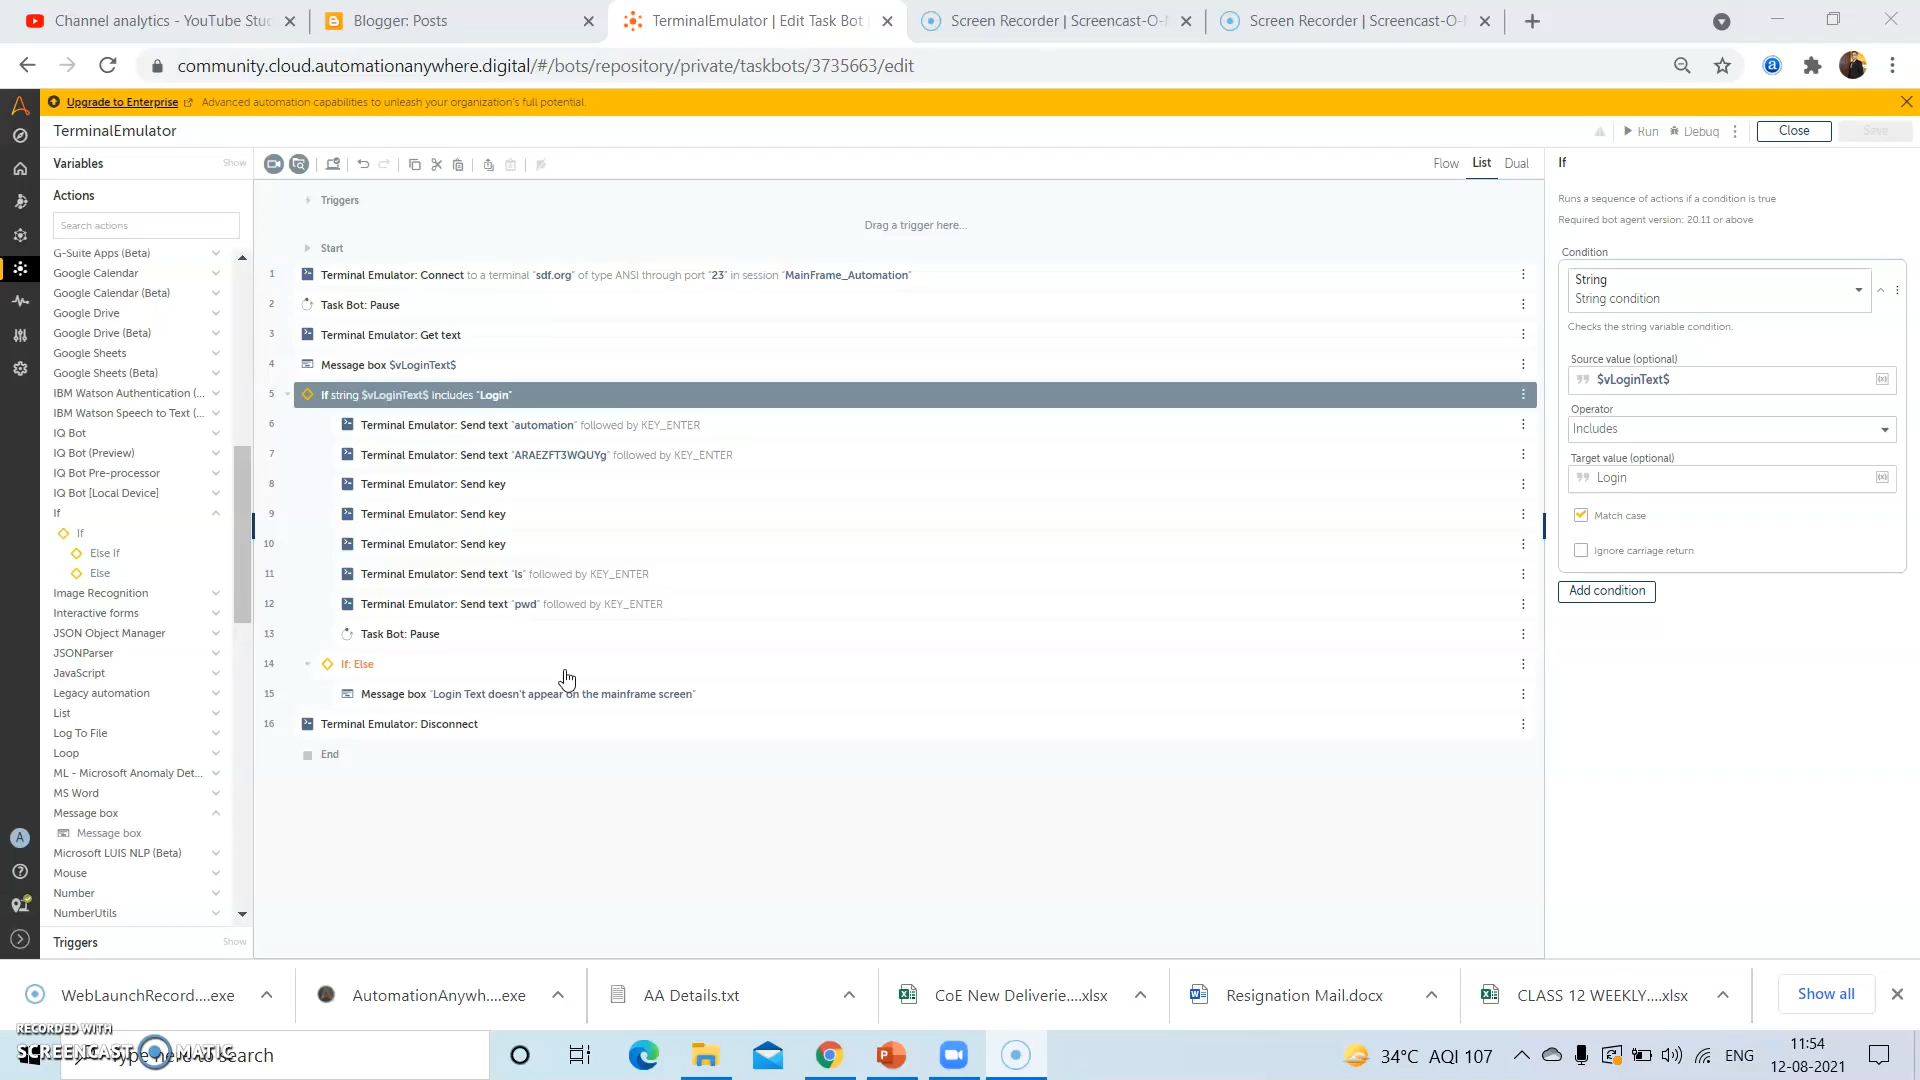 Channel analytics - YouTube Stu
Blogger: Posts
TerminalEmulator | Edit Task Bot
Screen Recorder | Screencast-O-
Screen Recorder | Screencast-O-
community.cloud.automationanywhere.digital/#/bots/repository/private/taskbots/3735663/edit
Upgrade to Enterprise Advanced automation capabilities to unleash your organization's full potential.
TerminalEmulator
Run
Debug
Close
Save
Variables
Show
Flow
List
Dual
Actions
Search actions
G-Suite Apps (Beta)
Google Calendar
Google Calendar (Beta)
Google Drive
Google Drive (Beta)
Google Sheets
Google Sheets (Beta)
IBM Watson Authentication (...
IBM Watson Speech to Text (...
IQ Bot
IQ Bot (Preview)
IQ Bot Pre-processor
IQ Bot [Local Device]
If
If
Else If
Else
Image Recognition
Interactive forms
JSON Object Manager
JSONParser
JavaScript
Legacy automation
List
Log To File
Loop
ML - Microsoft Anomaly Det...
MS Word
Message box
Message box
Microsoft LUIS NLP (Beta)
Mouse
Number
NumberUtils
Triggers
Show
Triggers
Drag a trigger here...
Start
1 Terminal Emulator: Connect to a terminal "sdf.org" of type ANSI through port "23" in session "MainFrame_Automation"
2 Task Bot: Pause
3 Terminal Emulator: Get text
4 Message box $vLoginText$
5 If string $vLoginText$ Includes "Login"
6 Terminal Emulator: Send text "automation" followed by KEY_ENTER
7 Terminal Emulator: Send text "ARAEZFT3WQUYg" followed by KEY_ENTER
8 Terminal Emulator: Send key
9 Terminal Emulator: Send key
10 Terminal Emulator: Send key
11 Terminal Emulator: Send text "ls" followed by KEY_ENTER
12 Terminal Emulator: Send text "pwd" followed by KEY_ENTER
13 Task Bot: Pause
14 If: Else
15 Message box "Login Text doesn't appear on the mainframe screen"
16 Terminal Emulator: Disconnect
End
If
Runs a sequence of actions if a condition is true
Required bot agent version: 20.11 or above
Condition
String
String condition
Checks the string variable condition.
Source value (optional)
$vLoginText$
Operator
Includes
Target value (optional)
Login
Match case
Ignore carriage return
Add condition
A
WebLaunchRecord....exe
AutomationAnywh....exe
AA Details.txt
CoE New Deliverie....xlsx
Resignation Mail.docx
CLASS 12 WEEKLY....xlsx
Show all
RECORDED WITH
SCREENCAST MATIC
Type here to search
34°C AQI 107
ENG
11:54
12-08-2021